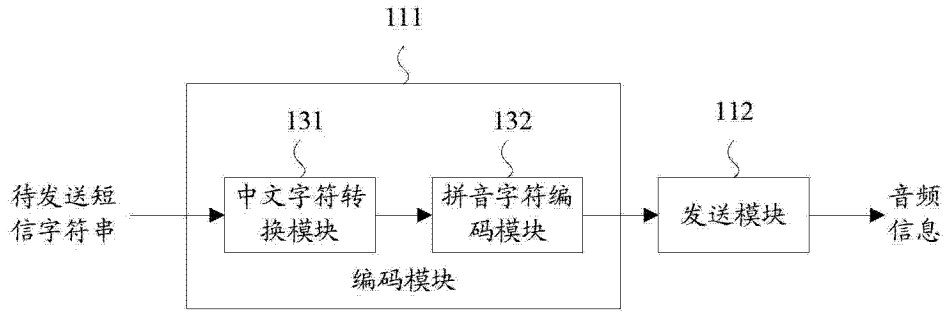 111
131
132
112
待发送短
信字符串
中文字符转
换模块
拼音字符编
码模块
发送模块
音频
信息
编码模块